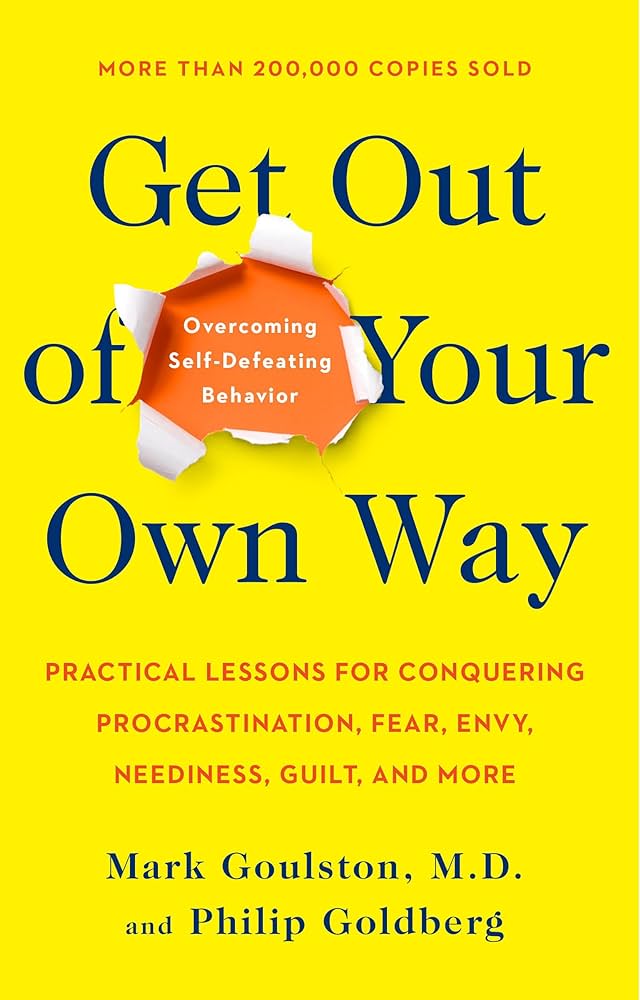 MORE THAN 200,000 COPIES SOLD
Get Out
of Your
Overcoming
Self-Defeating
Behavior
Own Way
PRACTICAL LESSONS FOR CONQUERING
PROCRASTINATION, FEAR, ENVY,
NEEDINESS, GUILT, AND MORE
Mark Goulston, M.D.
and Philip Goldberg